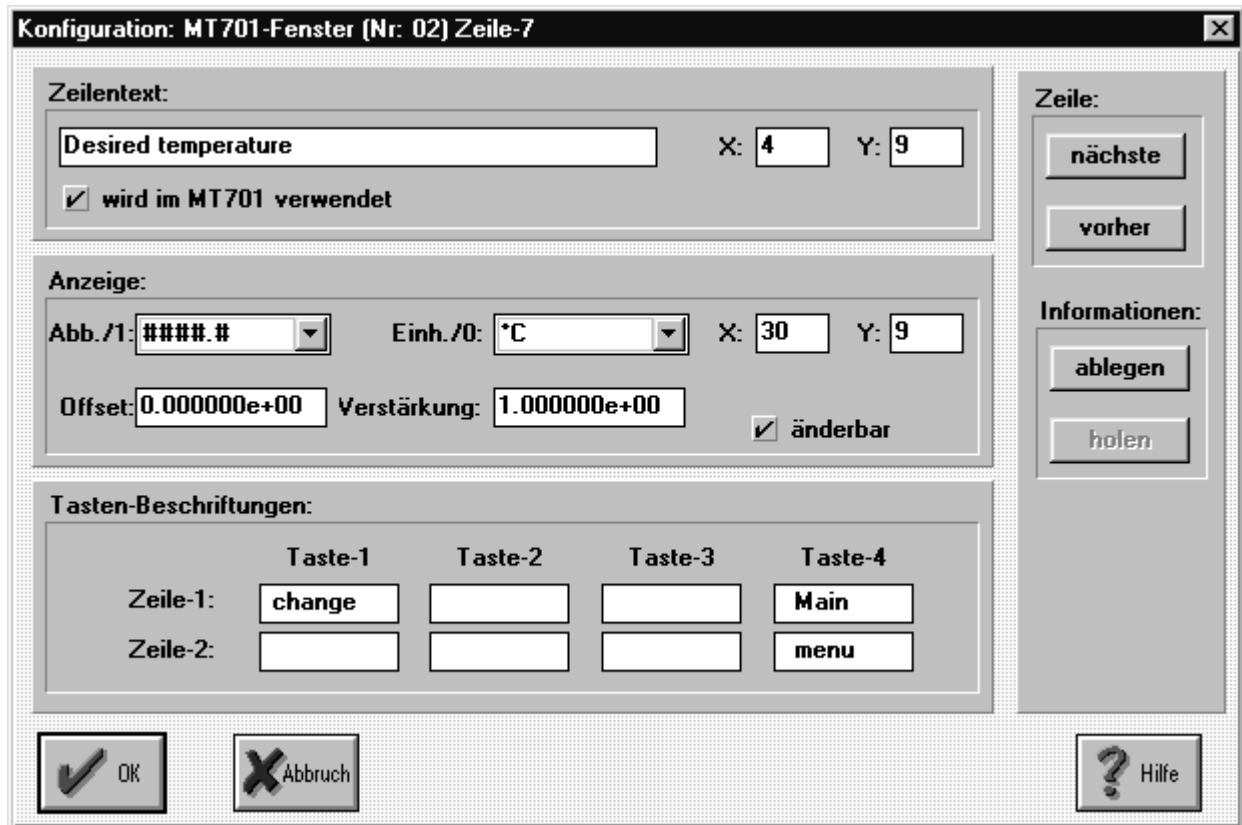 Konfiguration: MT701-Fenster (Nr: 02) Zeile-7
Zeilentext:
Desired temperature X: 4 Y: 9
wird im MT701 verwendet
Anzeige:
Abb./1: ####.# Einh./0: °C X: 30 Y: 9
Offset: 0.000000e+00 Verstärkung: 1.000000e+00
änderbar
Tasten-Beschriftungen:
Taste-1 Taste-2 Taste-3 Taste-4
Zeile-1: change Main
Zeile-2: menu
Zeile:
nächste
vorher
Informationen:
ablegen
holen
OK Abbruch Hilfe